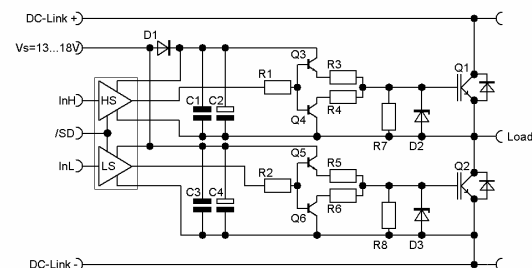 DC-Link +
D1
Vs=13...18V
Q3
R3
Q1
InH
HS
R1
C1
C2
R4
Q4
/SD
R7
D2
Load
InL
LS
Q5
R5
Q2
R2
C3
C4
R6
Q6
R8
D3
DC-Link -